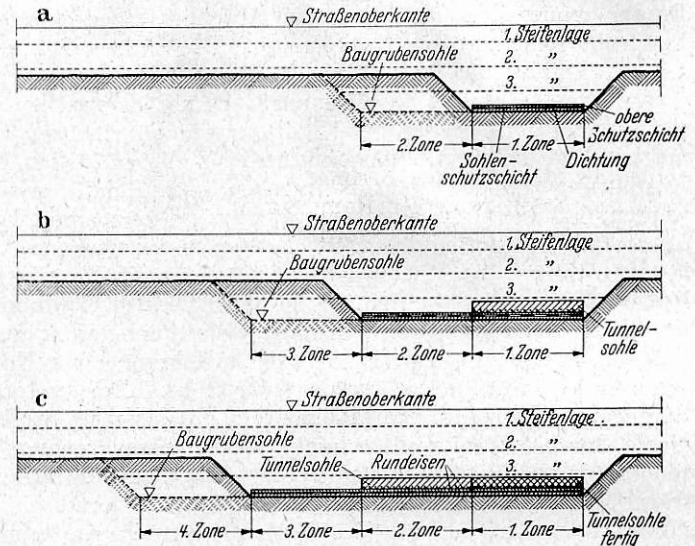 a
Straßenoberkante
1. Steifenlage
Baugrubensohle
2. "
3. "
obere
Schutzschicht
2. Zone
1. Zone
Sohlen-
schutzschicht
Dichtung
b
Straßenoberkante
1. Steifenlage
Baugrubensohle
2. "
3. "
Tunnel-
sohle
3. Zone
2. Zone
1. Zone
c
Straßenoberkante
1. Steifenlage
Baugrubensohle
2. "
Tunnelsohle
Rundeisen
3. "
4. Zone
3. Zone
2. Zone
1. Zone
Tunnelsohle
fertig